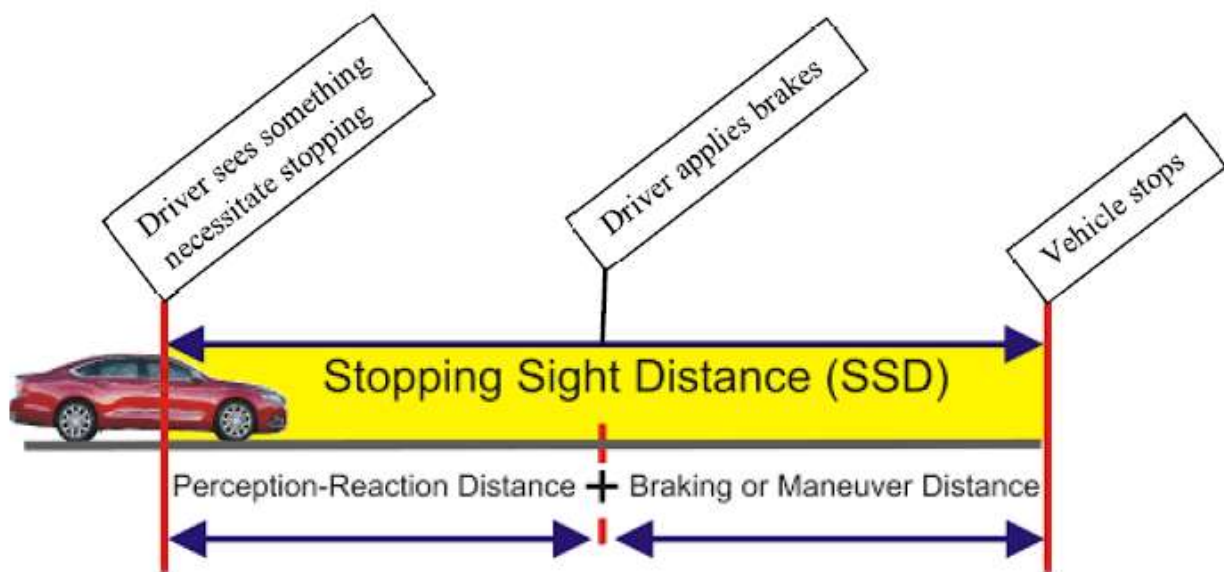 Driver sees something
necessitate stopping
Driver applies brakes
Vehicle stops
Stopping Sight Distance (SSD)
Perception-Reaction Distance + Braking or Maneuver Distance